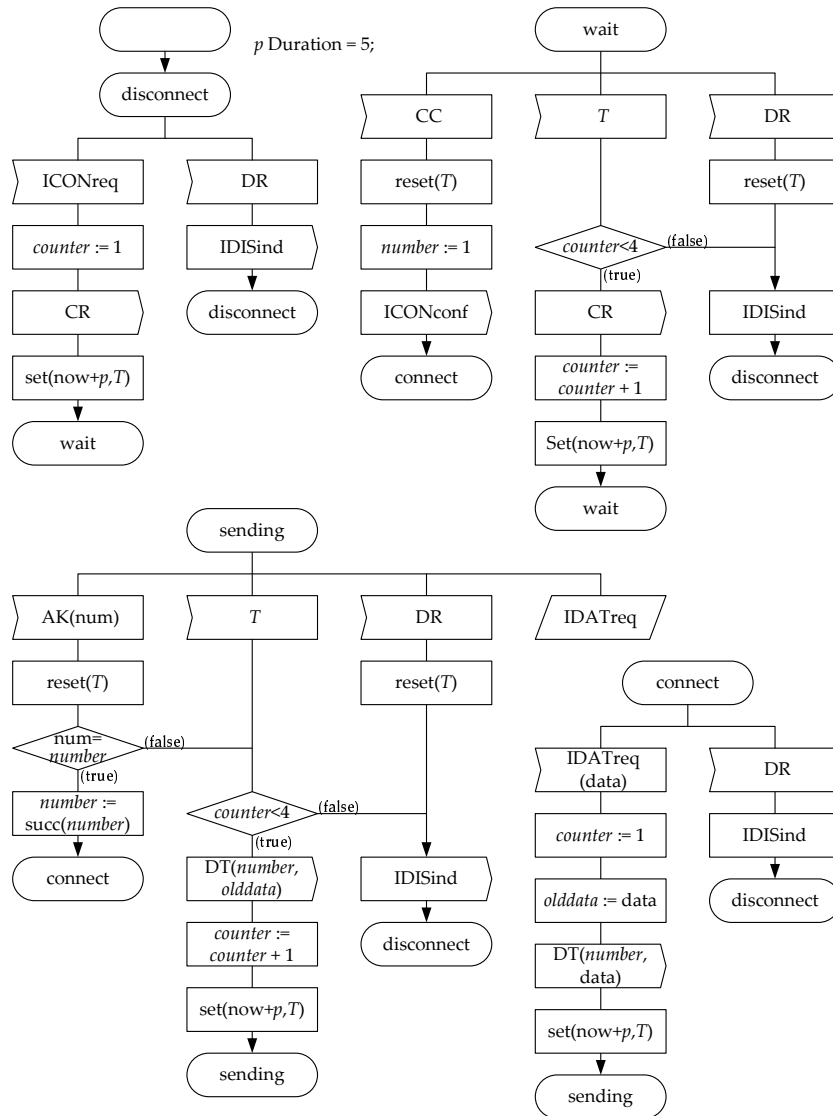 p Duration = 5;
disconnect
ICONreq
counter := 1
CR
set(now+p,T)
wait
DR
IDISind
disconnect
wait
CC
reset(T)
number := 1
ICONconf
connect
T
counter<4
(false)
(true)
CR
counter :=
counter + 1
Set(now+p,T)
wait
DR
reset(T)
IDISind
disconnect
sending
AK(num)
reset(T)
num=
number
(false)
(true)
number :=
succ(number)
connect
T
counter<4
(false)
(true)
DT(number,
olddata)
counter :=
counter + 1
set(now+p,T)
sending
DR
reset(T)
IDISind
disconnect
IDATreq
connect
IDATreq
(data)
counter := 1
olddata := data
DT(number,
data)
set(now+p,T)
sending
DR
IDISind
disconnect